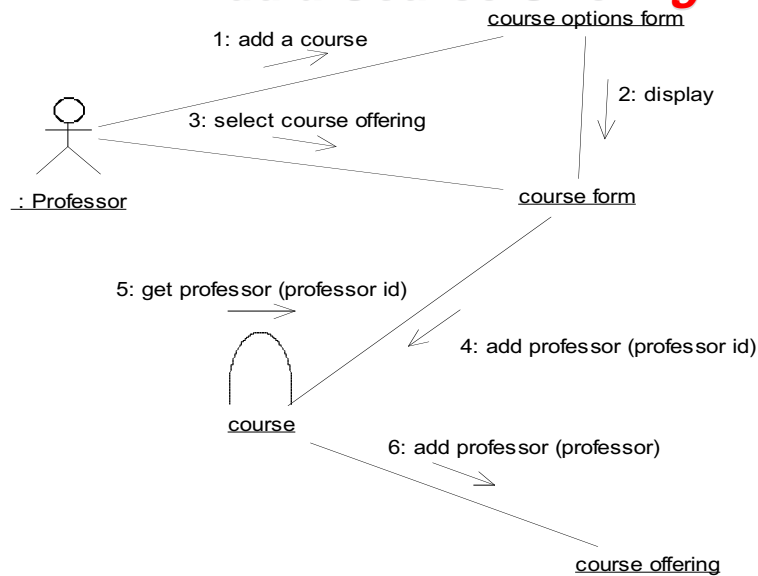 course options form
1: add a course
2: display
3: select course offering
: Professor
course form
5: get professor (professor id)
4: add professor (professor id)
course
6: add professor (professor)
course offering